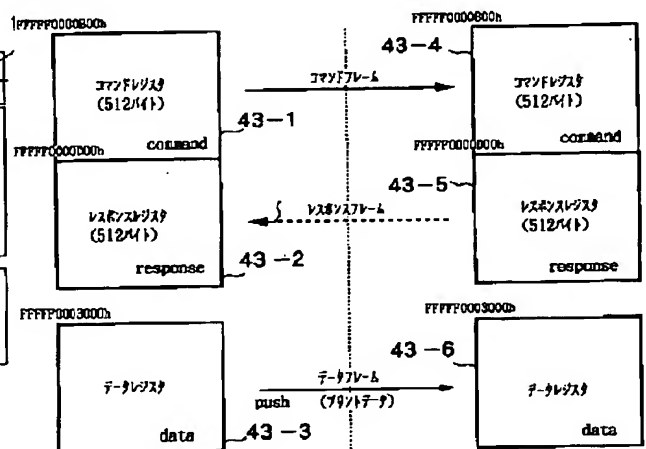 FFFFF0000B00h
コマンドレジスタ
(512バイト)
command
43-1
FFFFF0000D00h
レスポンスレジスタ
(512バイト)
response
43-2
FFFFF0003000h
データレジスタ
data
43-3
コマンドフレーム
レスポンスフレーム
データフレーム
push
(プリントデータ)
FFFFF0000B00h
43-4
コマンドレジスタ
(512バイト)
command
FFFFF0000D00h
43-5
レスポンスレジスタ
(512バイト)
response
FFFFF0003000h
43-6
データレジスタ
data